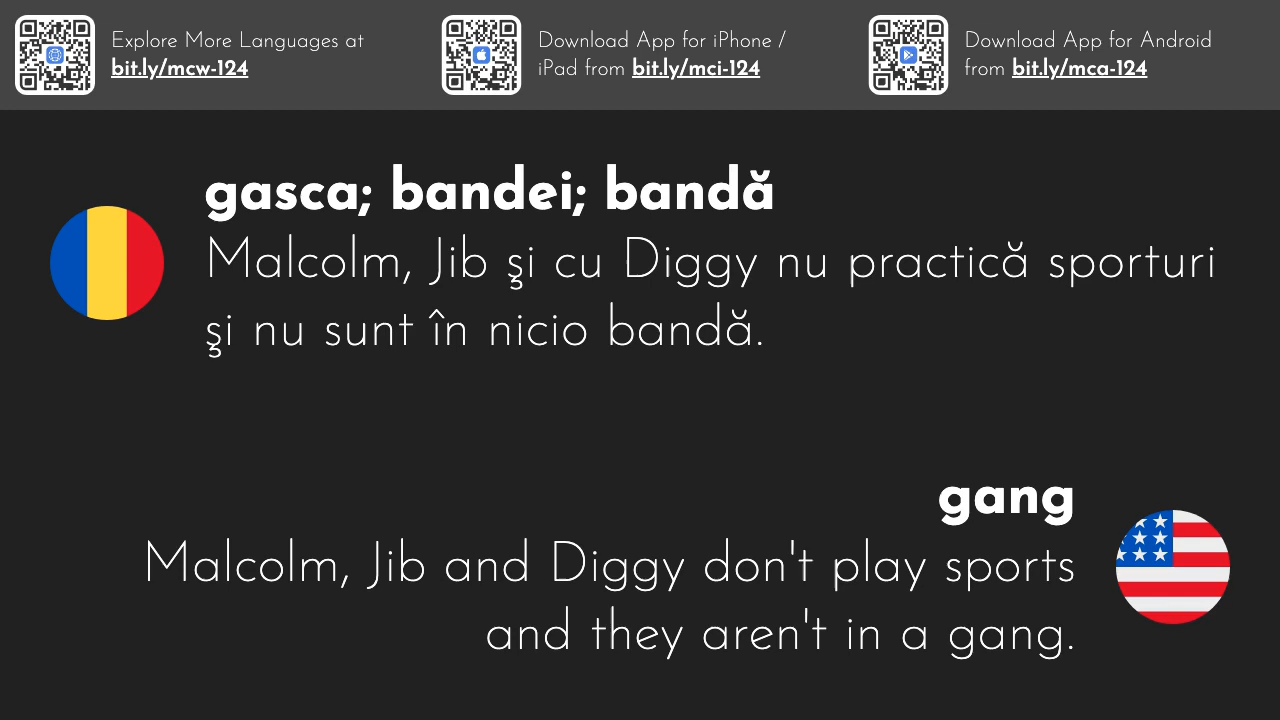 Explore More Languages at
bit.ly/mcw-124
Download App for iPhone /
iPad from bit.ly/mci-124
Download App for Android
from bit.ly/mca-124
gasca; bandei; bandă
Malcolm, Jib şi cu Diggy nu practică sporturi
şi nu sunt în nicio bandă.
gang
Malcolm, Jib and Diggy don't play sports
and they aren't in a gang.